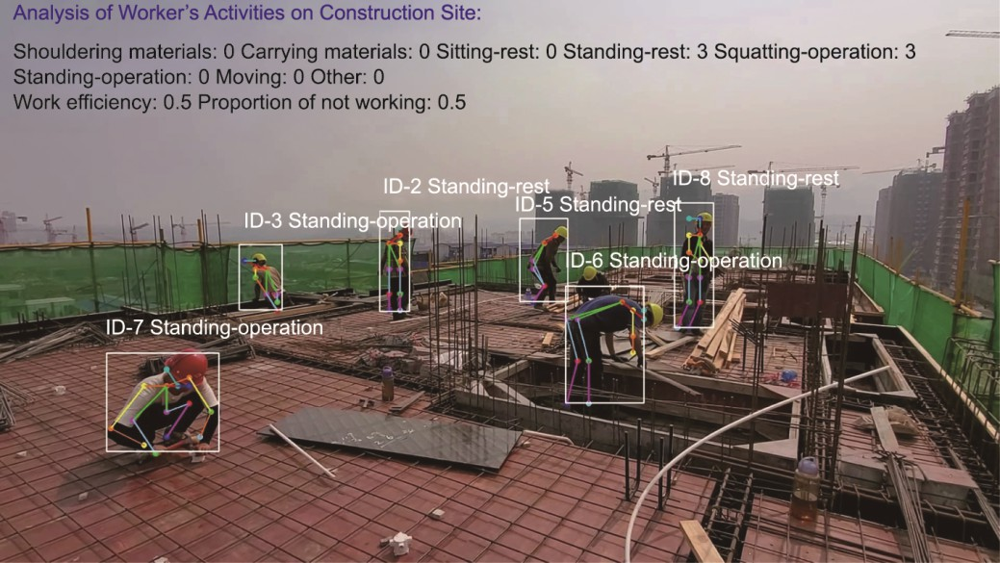 Analysis of Worker's Activities on Construction Site:
Shouldering materials: 0 Carrying materials: 0 Sitting-rest: 0 Standing-rest: 3 Squatting-operation: 3
Standing-operation: 0 Moving: 0 Other: 0
Work efficiency: 0.5 Proportion of not working: 0.5
ID-8 Standing-rest
ID-2 Standing-rest
ID-5 Standing-rest
ID-3 Standing-operation
ID-6 Standing-operation
ID-7 Standing-operation